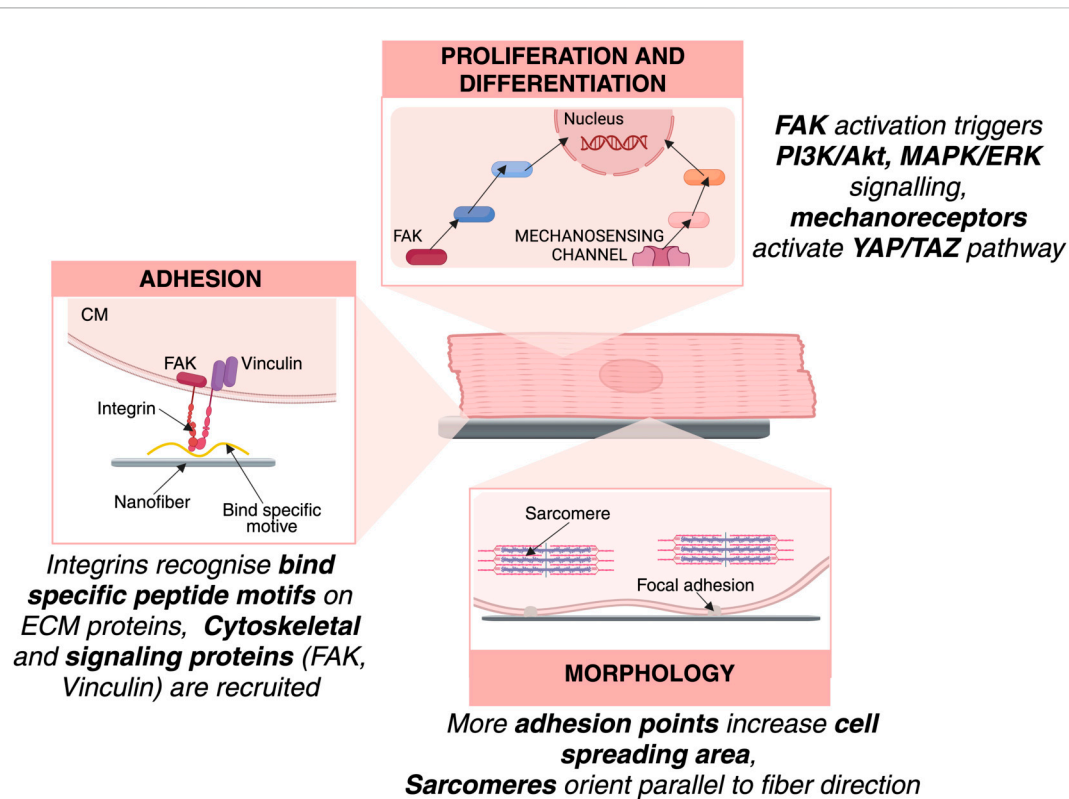 PROLIFERATION AND
DIFFERENTIATION
Nucleus
FAK
MECHANOSENSING
CHANNEL
FAK activation triggers
PI3K/Akt, MAPK/ERK
signalling,
mechanoreceptors
activate YAP/TAZ pathway
ADHESION
CM
FAK
Vinculin
Integrin
Nanofiber
Bind specific
motive
Integrins recognise bind
specific peptide motifs on
ECM proteins, Cytoskeletal
and signaling proteins (FAK,
Vinculin) are recruited
Sarcomere
Focal adhesion
MORPHOLOGY
More adhesion points increase cell
spreading area,
Sarcomeres orient parallel to fiber direction